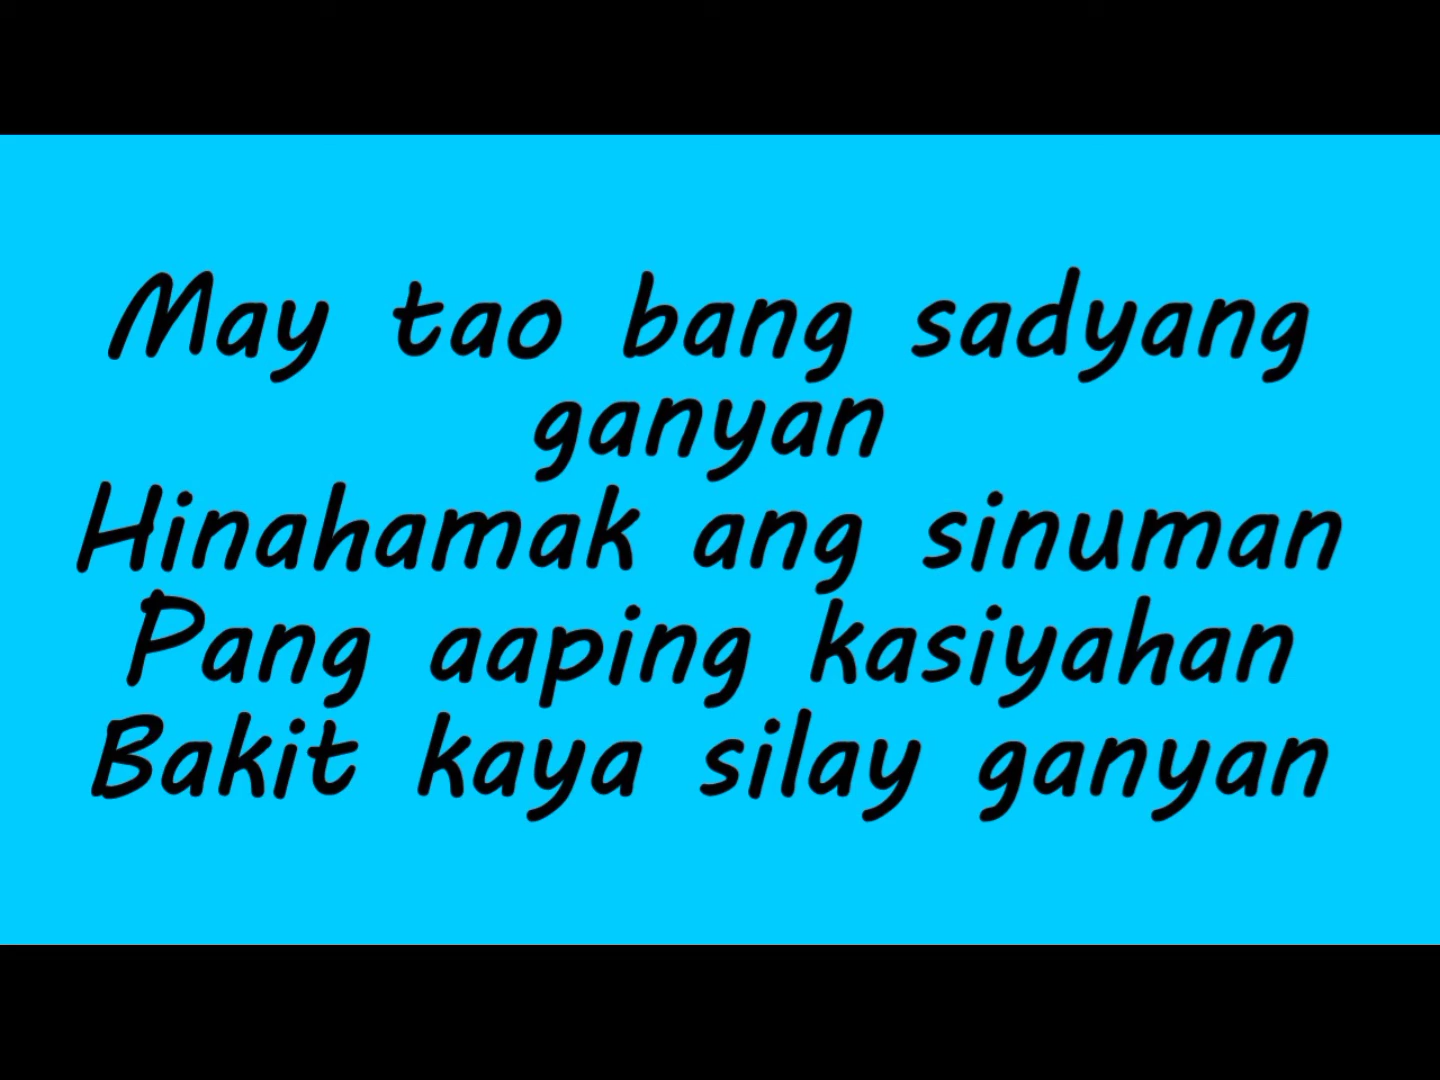 May tao bang sadyang
ganyan
Hinahamak ang sinuman
Pang aaping kasiyahan
Bakit kaya silay ganyan